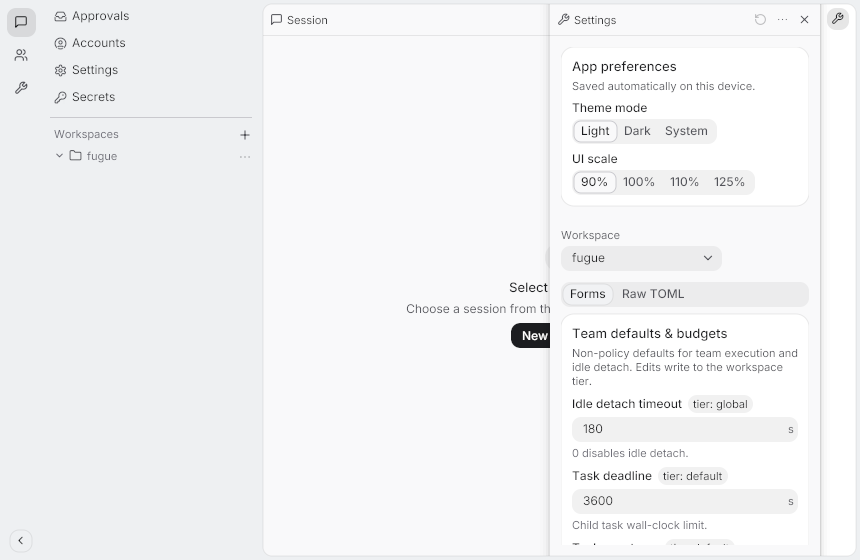 Approvals
Accounts
Settings
Secrets
Workspaces
fugue
Session
Select
Choose a session from th
New
Settings
App preferences
Saved automatically on this device.
Theme mode
Light Dark System
UI scale
90% 100% 110% 125%
Workspace
fugue
Forms Raw TOML
Team defaults & budgets
Non-policy defaults for team execution and
idle detach. Edits write to the workspace
tier.
Idle detach timeout tier: global
180 s
0 disables idle detach.
Task deadline tier: default
3600 s
Child task wall-clock limit.